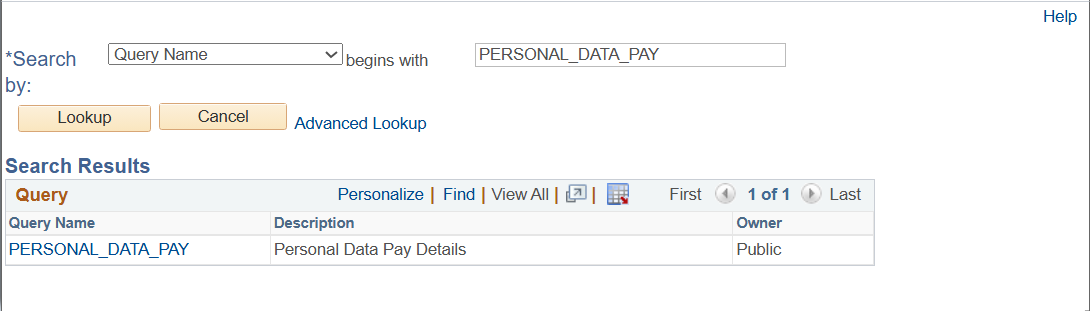 Help
*Search by: Query Name begins with PERSONAL_DATA_PAY
Lookup Cancel Advanced Lookup
Search Results
Query Personalize | Find | View All | | First 1 of 1 Last
Query Name Description Owner
PERSONAL_DATA_PAY Personal Data Pay Details Public